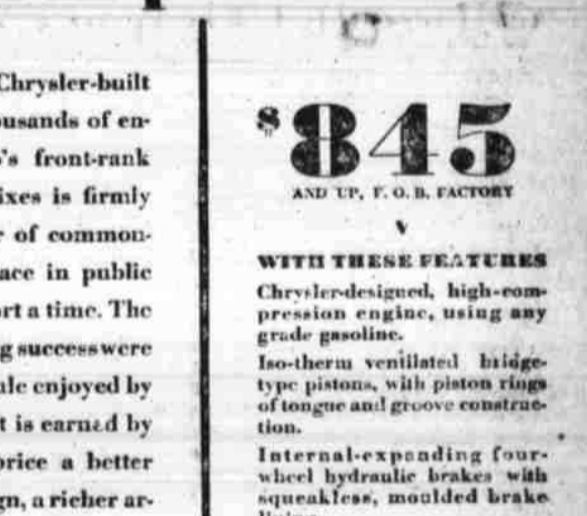 Chrysler-built
ousands of en-
's front-rank
ixes is firmly
r of common-
ace in public
ort a time. The
g success were
ule enjoyed by
t is earned by
price a better
gn, a richer ar-
$845
AND UP, F. O. B. FACTORY
WITH THESE FEATURES
Chrysler-designed, high-com-
pression engine, using any
grade gasoline.
Iso-therm ventilated bridge-
type pistons, with piston rings
of tongue and groove construc-
tion.
Internal-expanding four-
wheel hydraulic brakes with
squeakless, moulded brake